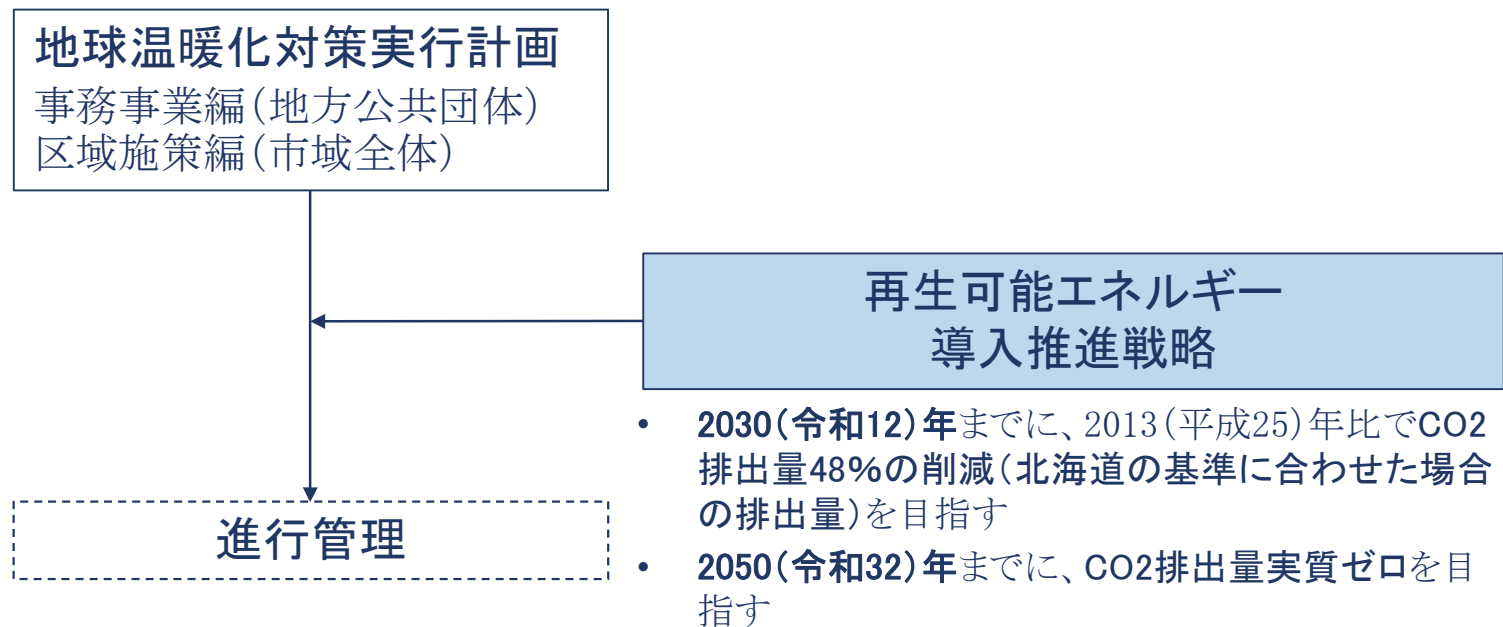 地球温暖化対策実行計画
事務事業編（地方公共団体）
区域施策編（市域全体）
再生可能エネルギー
導入推進戦略
• 2030（令和12）年までに、2013（平成25）年比でCO2
排出量48%の削減（北海道の基準に合わせた場合
の排出量）を目指す
• 2050（令和32）年までに、CO2排出量実質ゼロを目
指す
進行管理